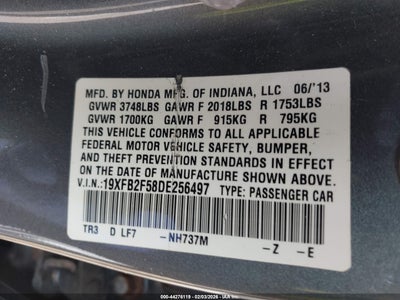 MFD. BY HONDA MFG. OF INDIANA, LLC 06/'13
GVWR 3748LBS GAWR F 2018LBS R 1753LBS
GVWR 1700KG GAWR F 915KG R 795KG
THIS VEHICLE CONFORMS TO ALL APPLICABLE
FEDERAL MOTOR VEHICLE SAFETY, BUMPER,
AND THEFT PREVENTION STANDARDS IN EFFECT
ON THE DATE OF MANUFACTURE SHOWN ABOVE.
V.I.N.: 19XFB2F58DE256497 TYPE: PASSENGER CAR
TR3 D LF7 -NH737M -Z -E
000-44276119 02/03/2026 - IAAI